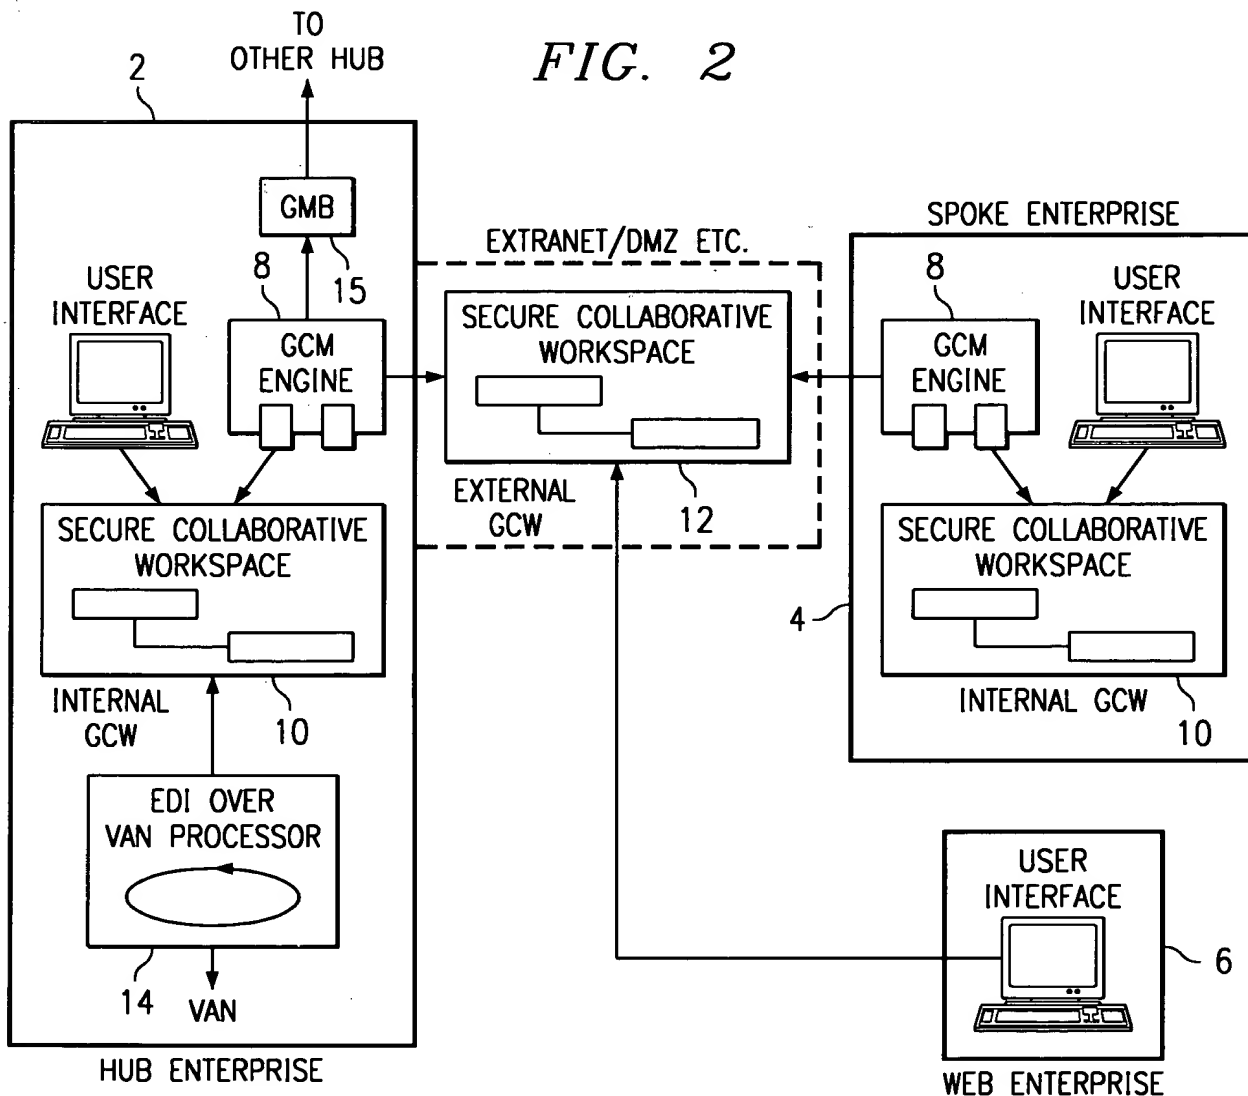 TO
OTHER HUB
FIG. 2
2
GMB
15
SPOKE ENTERPRISE
EXTRANET/DMZ ETC.
USER
INTERFACE
8
GCM
ENGINE
SECURE COLLABORATIVE
WORKSPACE
8
GCM
ENGINE
USER
INTERFACE
EXTERNAL
GCW
12
SECURE COLLABORATIVE
WORKSPACE
SECURE COLLABORATIVE
WORKSPACE
4
INTERNAL
GCW
10
INTERNAL GCW
10
EDI OVER
VAN PROCESSOR
14
VAN
USER
INTERFACE
6
HUB ENTERPRISE
WEB ENTERPRISE